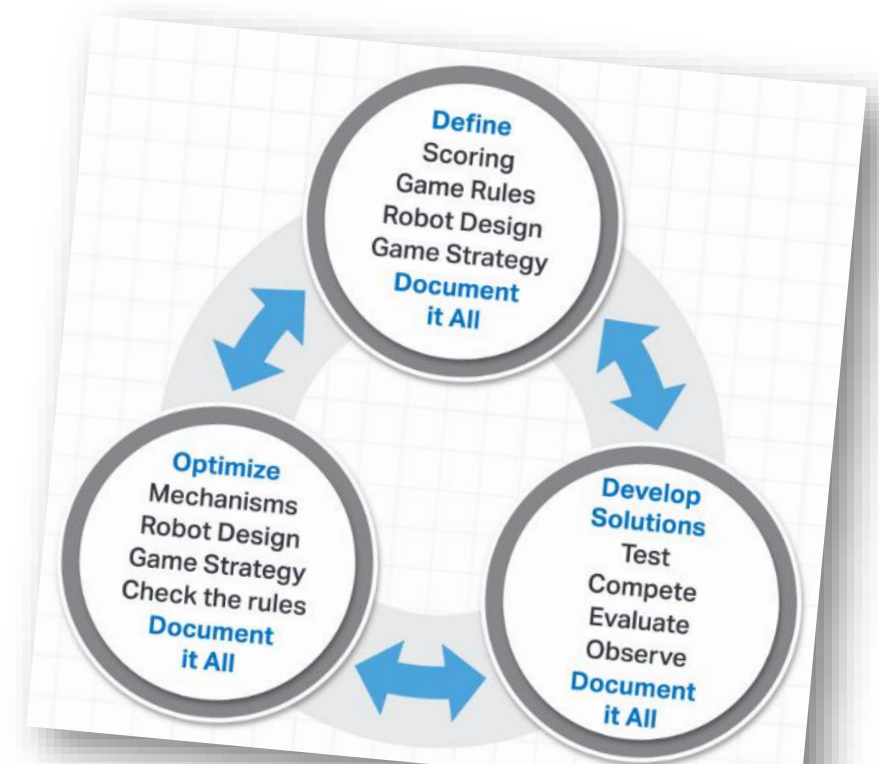 Define
Scoring
Game Rules
Robot Design
Game Strategy
Document
it All
Optimize
Mechanisms
Robot Design
Game Strategy
Check the rules
Document
it All
Develop
Solutions
Test
Compete
Evaluate
Observe
Document
it All